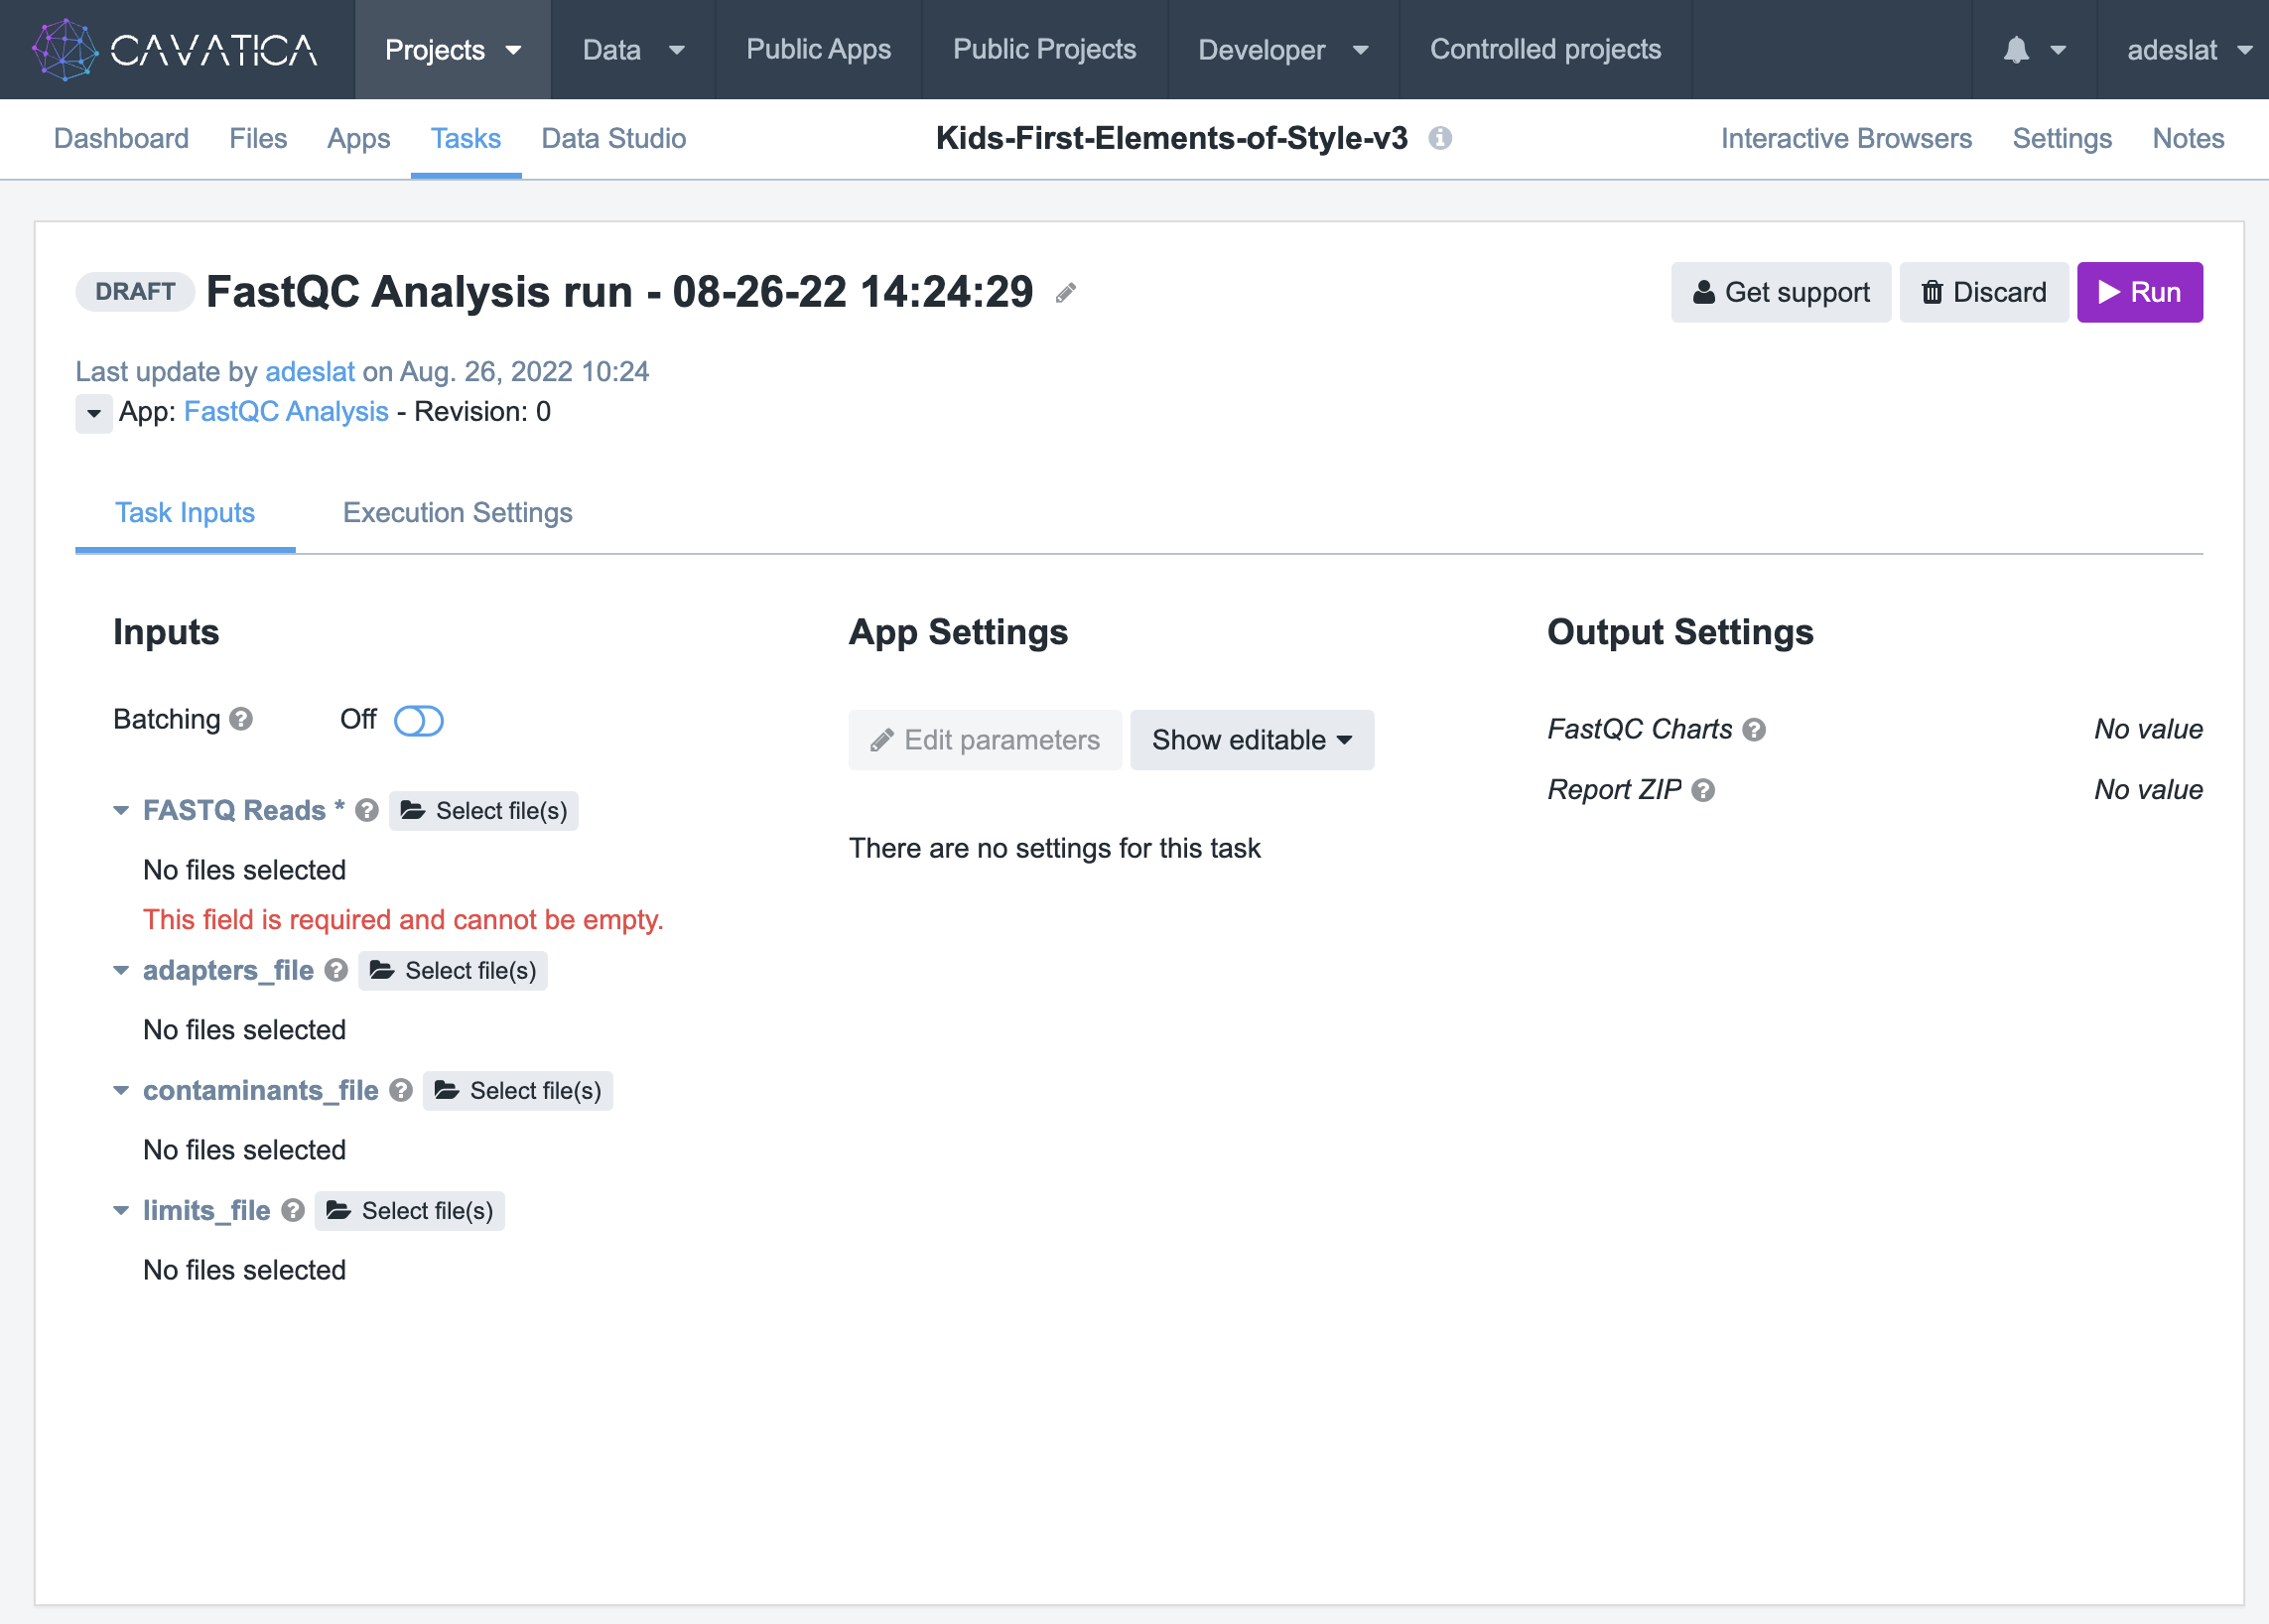 CAVATICA Projects Data Public Apps Public Projects Developer Controlled projects adeslat
Dashboard Files Apps Tasks Data Studio Kids-First-Elements-of-Style-v3 Interactive Browsers Settings Notes
DRAFT FastQC Analysis run - 08-26-22 14:24:29 Get support Discard Run
Last update by adeslat on Aug. 26, 2022 10:24
App: FastQC Analysis - Revision: 0
Task Inputs Execution Settings
Inputs
Batching Off
FASTQ Reads * Select file(s)
No files selected
This field is required and cannot be empty.
adapters_file Select file(s)
No files selected
contaminants_file Select file(s)
No files selected
limits_file Select file(s)
No files selected
App Settings
Edit parameters Show editable
There are no settings for this task
Output Settings
FastQC Charts No value
Report ZIP No value